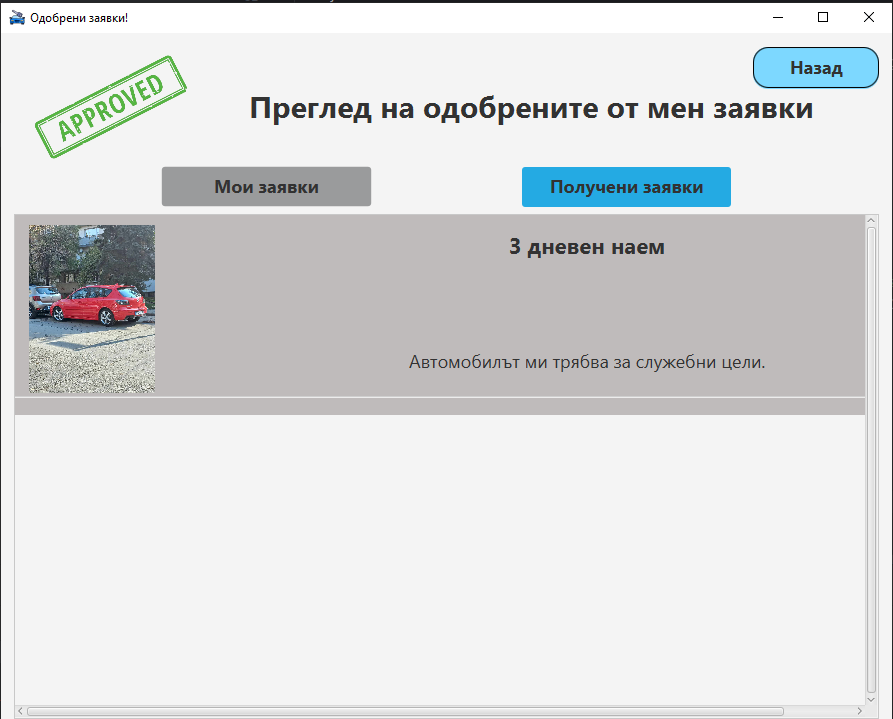 Одобрени заявки!
Назад
APPROVED
Преглед на одобрените от мен заявки
Мои заявки
Получени заявки
3 дневен наем
Автомобилът ми трябва за служебни цели.